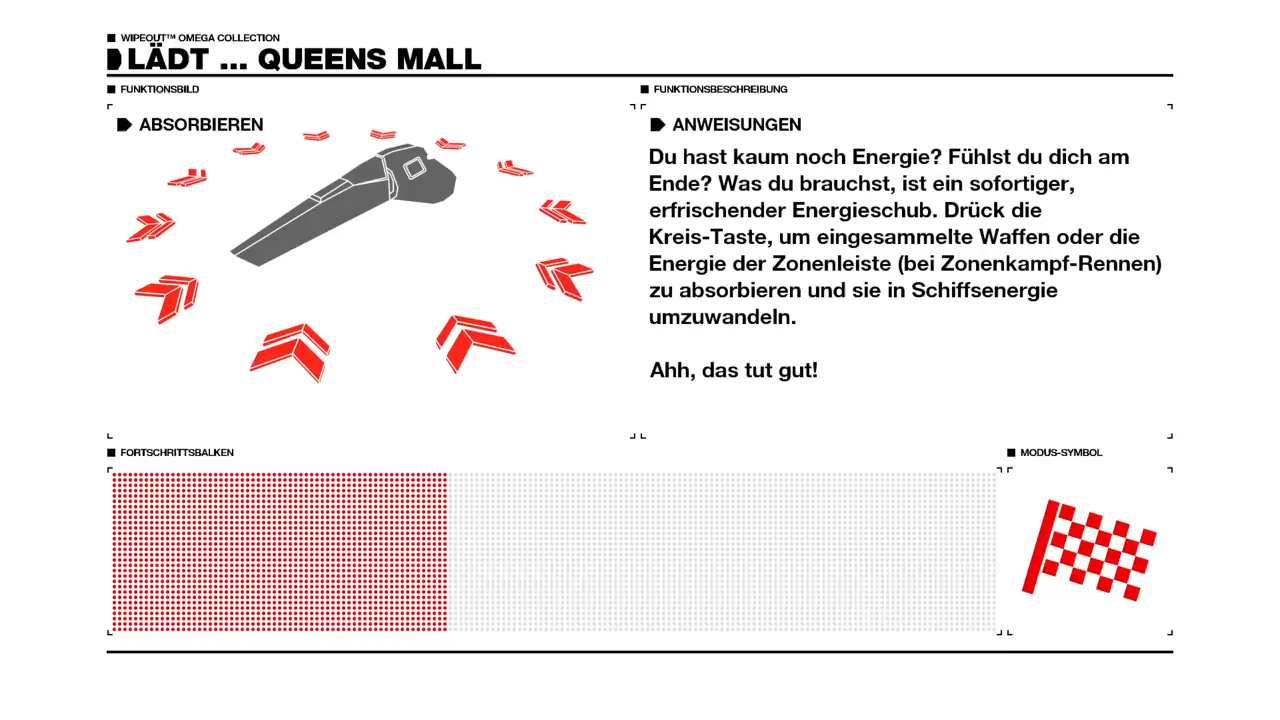 WIPEOUT™ OMEGA COLLECTION
LÄDT ... QUEENS MALL
FUNKTIONSBILD
ABSORBIEREN
FUNKTIONSBESCHREIBUNG
ANWEISUNGEN
Du hast kaum noch Energie? Fühlst du dich am
Ende? Was du brauchst, ist ein sofortiger,
erfrischender Energieschub. Drück die
Kreis-Taste, um eingesammelte Waffen oder die
Energie der Zonenleiste (bei Zonenkampf-Rennen)
zu absorbieren und sie in Schiffsenergie
umzuwandeln.
Ahh, das tut gut!
FORTSCHRITTSBALKEN
MODUS-SYMBOL